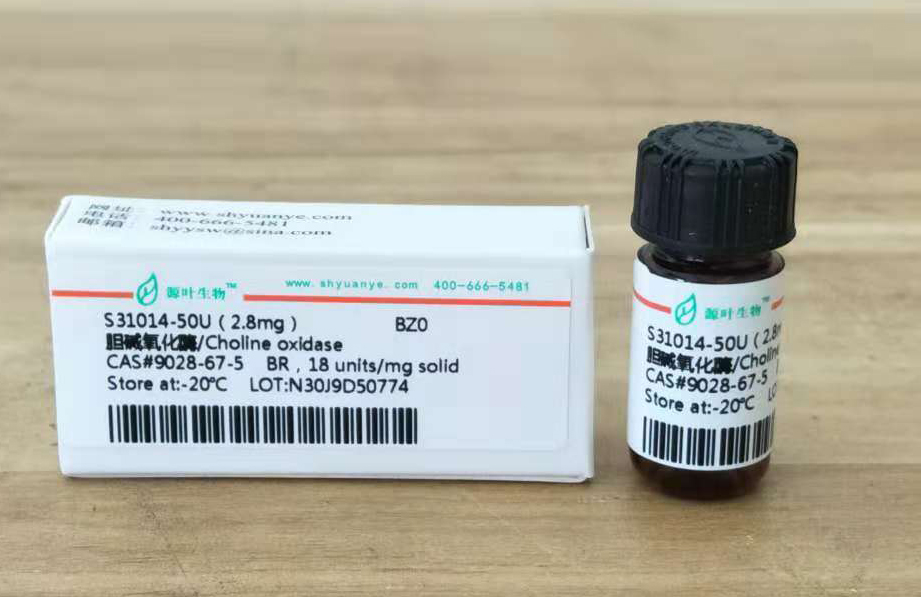 网址: www.shyuanye.com
电话: 400-666-5481
邮箱: shyysw@sina.com
源叶生物™ www.shyuanye.com 400-666-5481
S31014-50U ( 2.8mg ) BZ0
胆碱氧化酶/Choline oxidase
CAS#9028-67-5 BR , 18 units/mg solid
Store at:-20℃ LOT:N30J9D50774
源叶生物™
S31014-50U ( 2.8m
胆碱氧化酶/Choline
CAS#9028-67-5
Store at:-20℃ LO